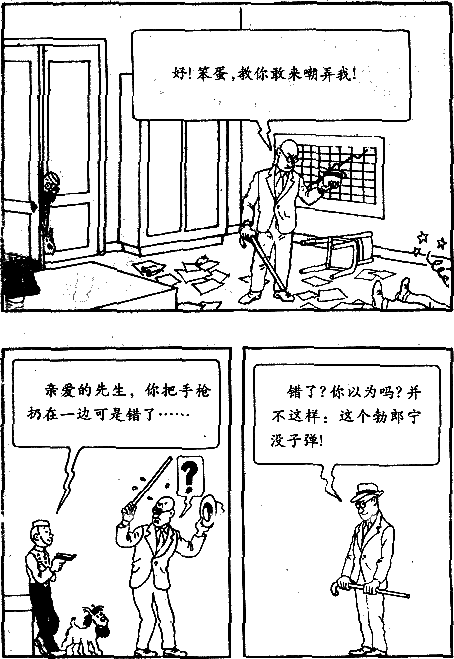 好!笨蛋,教你敢来嘲弄我!
亲爱的先生,你把手枪
扔在一边可是错了……
?
错了?你以为吗?并
不这样:这个勃郎宁
没子弹!